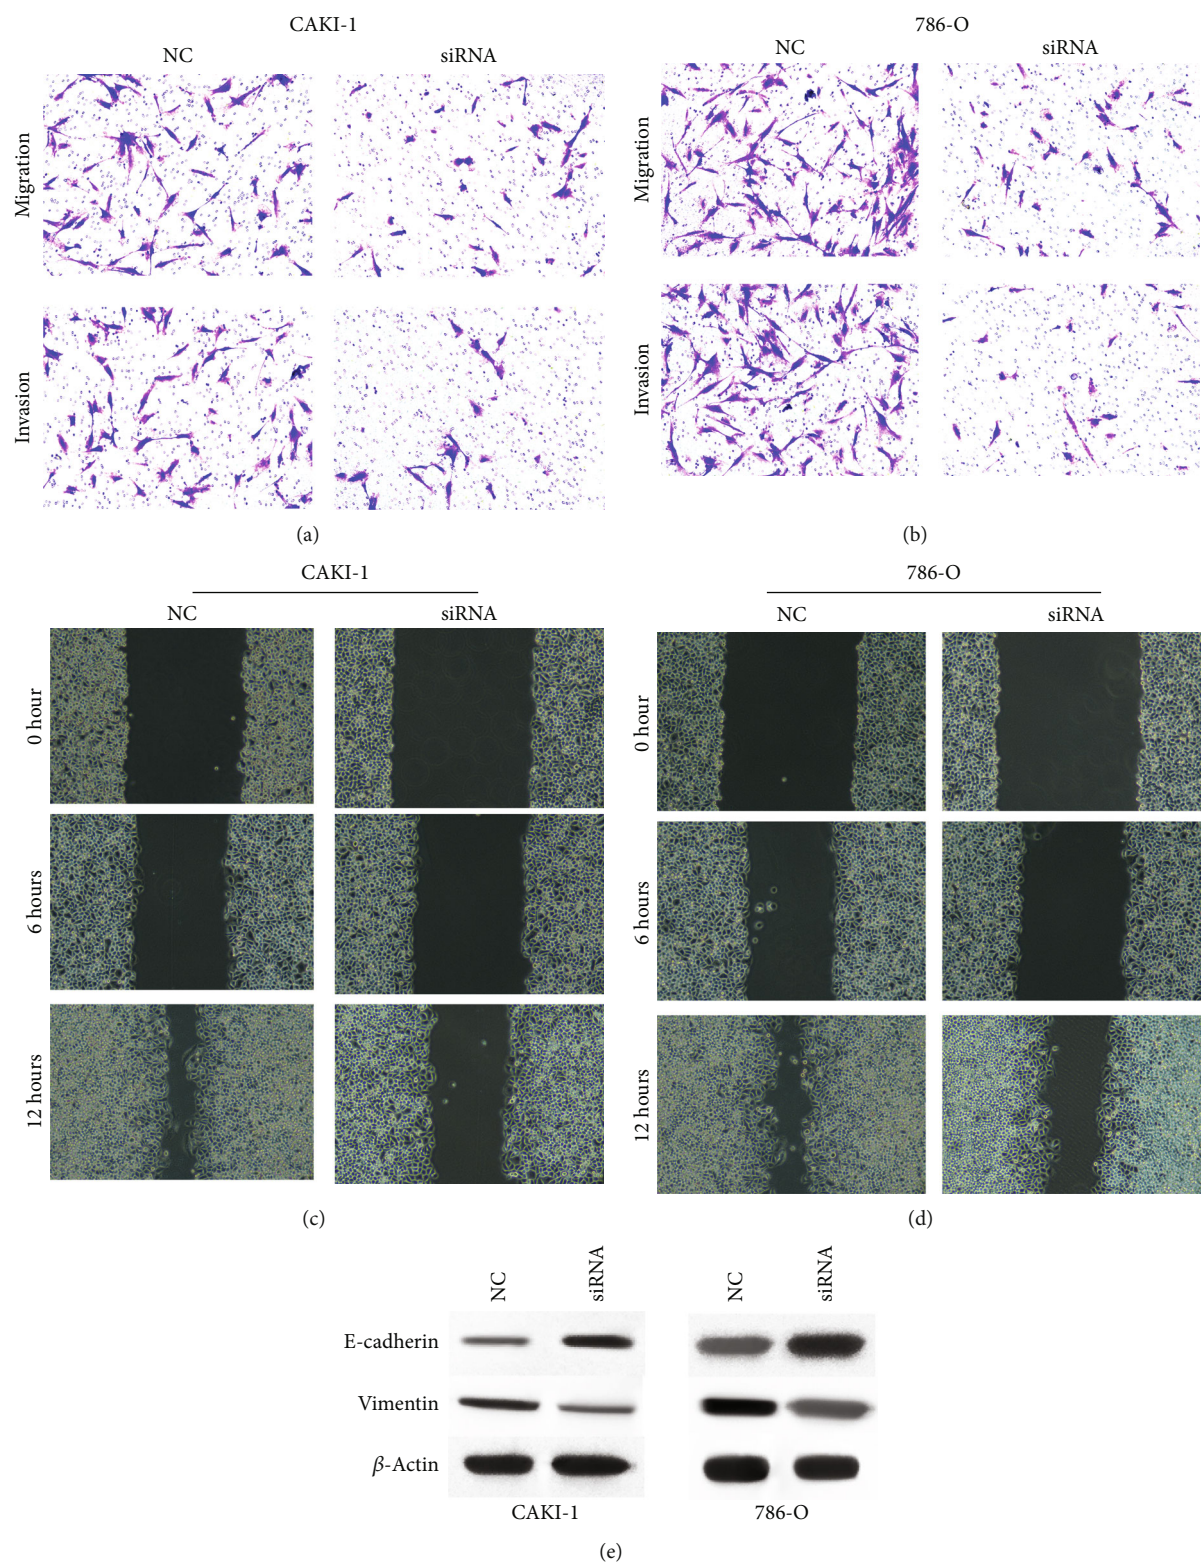 CAKI-1
NC siRNA
Migration
Invasion
(a)
786-O
NC siRNA
Migration
Invasion
(b)
CAKI-1
NC siRNA
0 hour
6 hours
12 hours
(c)
786-O
NC siRNA
0 hour
6 hours
12 hours
(d)
NC siRNA NC siRNA
E-cadherin
Vimentin
β-Actin
CAKI-1 786-O
(e)